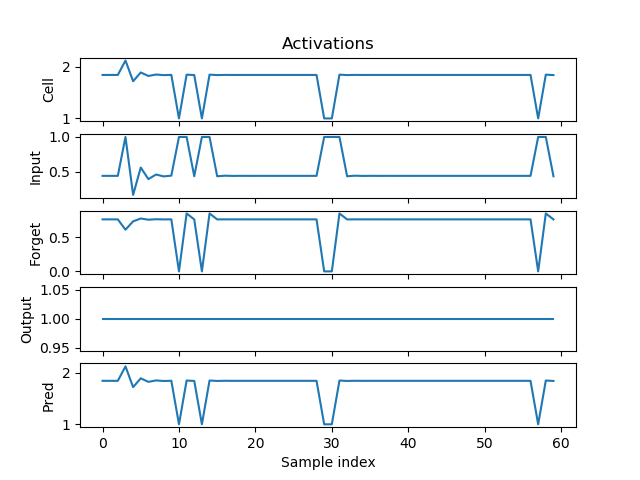 Activations
2
1
Cell
1.0
0.5
Input
0.5
0.0
Forget
1.05
1.00
0.95
Output
2
1
Pred
0 10 20 30 40 50 60
Sample index